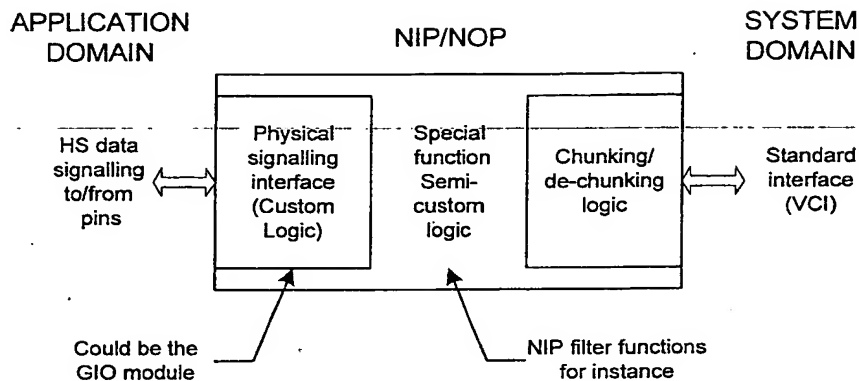 APPLICATION
DOMAIN
NIP/NOP
SYSTEM
DOMAIN
HS data
signalling
to/from
pins
Physical
signalling
interface
(Custom
Logic)
Special
function
Semi-
custom
logic
Chunking/
de-chunking
logic
Standard
interface
(VCI)
Could be the
GIO module
NIP filter functions
for instance